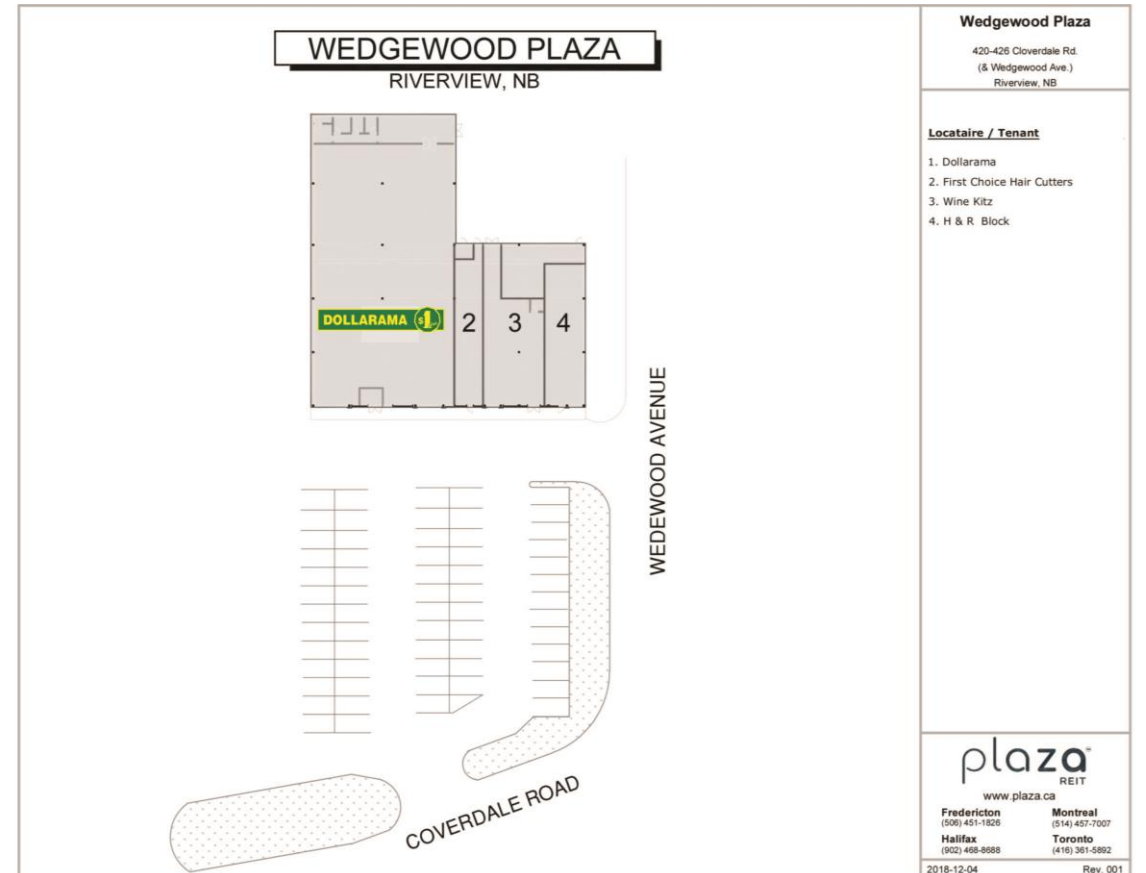 WEDGEWOOD PLAZA
RIVERVIEW, NB
DOLLARAMA $1
2
3
4
WEDEWOOD AVENUE
COVERDALE ROAD
Wedgewood Plaza
420-426 Cloverdale Rd.
(& Wedgewood Ave.)
Riverview, NB
Locataire / Tenant
1. Dollarama
2. First Choice Hair Cutters
3. Wine Kitz
4. H & R Block
plaza
REIT
www.plaza.ca
Fredericton Montreal
(506) 451-1826 (514) 457-7007
Halifax Toronto
(902) 468-8688 (416) 361-5892
2018-12-04 Rev. 001